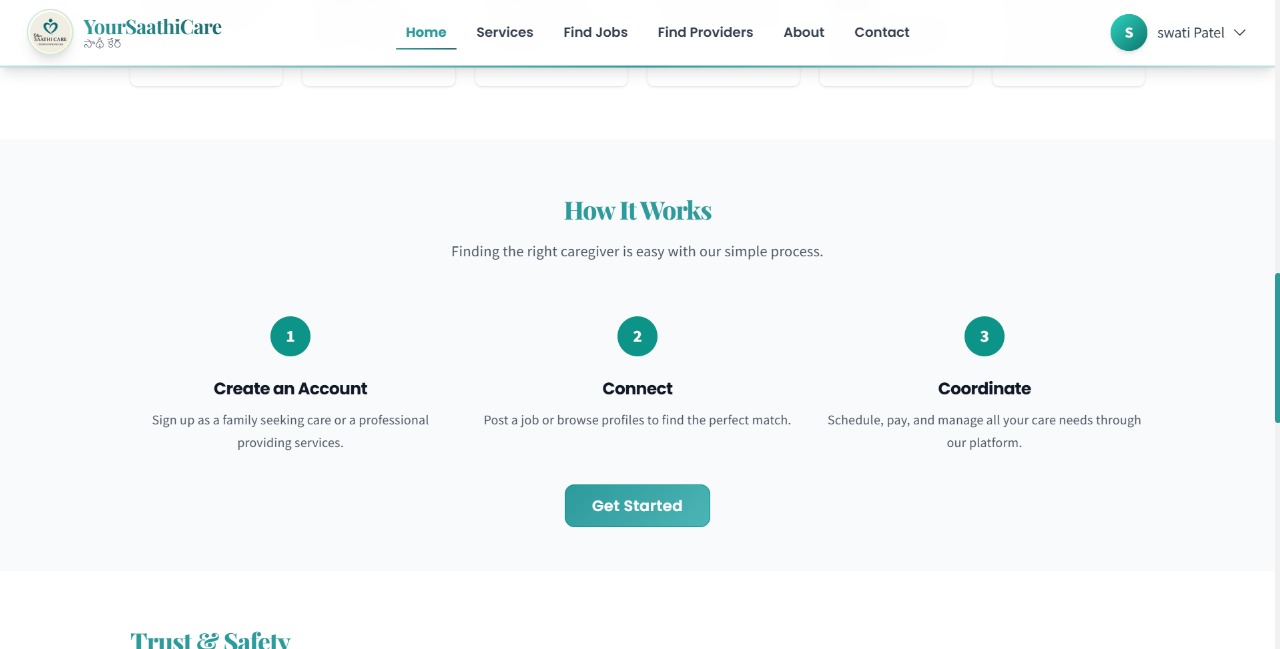 YourSaathiCare
సాథీ కేర్
Home
Services
Find Jobs
Find Providers
About
Contact
S
swati Patel
How It Works
Finding the right caregiver is easy with our simple process.
1
Create an Account
Sign up as a family seeking care or a professional
providing services.
2
Connect
Post a job or browse profiles to find the perfect match.
3
Coordinate
Schedule, pay, and manage all your care needs through
our platform.
Get Started
Trust & Safety